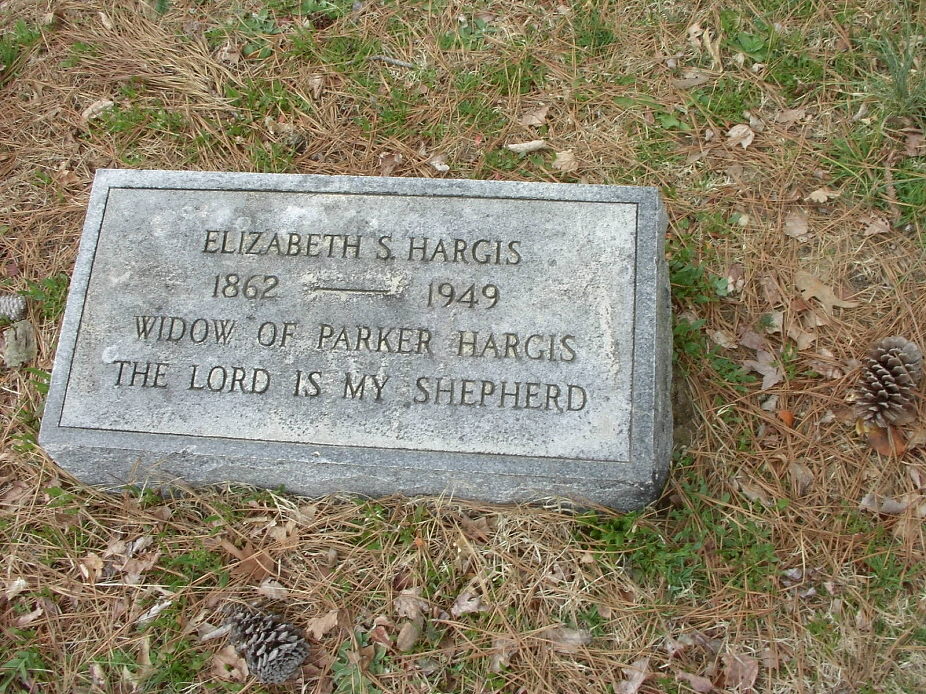 ELIZABETH S. HARGIS
1862 — 1949
WIDOW OF PARKER HARGIS
THE LORD IS MY SHEPHERD